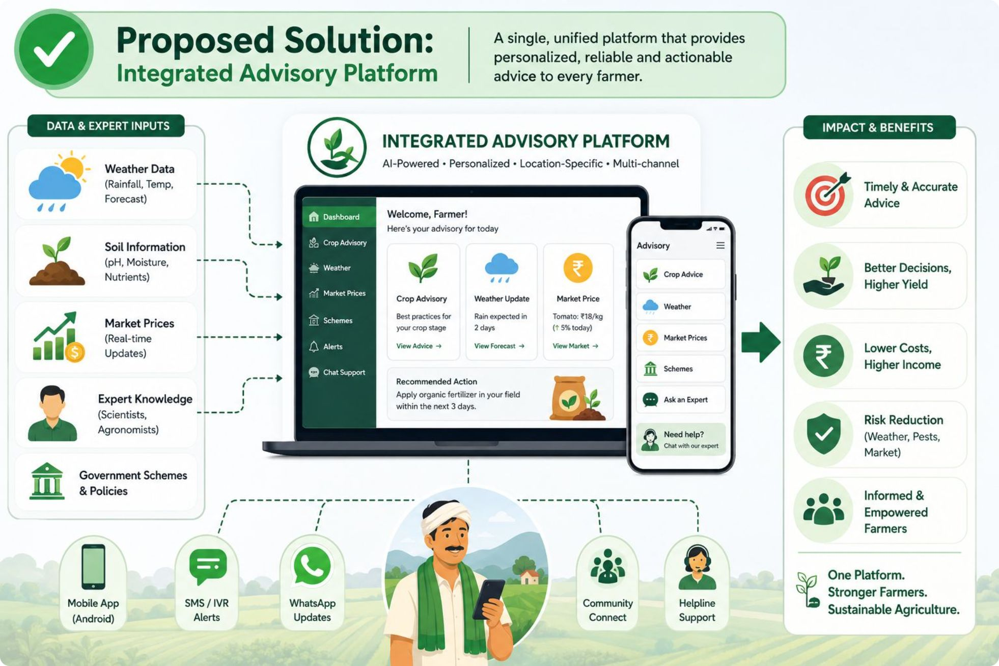 Proposed Solution:
Integrated Advisory Platform
A single, unified platform that provides
personalized, reliable and actionable
advice to every farmer.
DATA & EXPERT INPUTS
Weather Data
(Rainfall, Temp,
Forecast)
Soil Information
(pH, Moisture,
Nutrients)
Market Prices
(Real-time
Updates)
Expert Knowledge
(Scientists,
Agronomists)
Government Schemes
& Policies
INTEGRATED ADVISORY PLATFORM
AI-Powered • Personalized • Location-Specific • Multi-channel
Dashboard
Crop Advisory
Weather
Market Prices
Schemes
Alerts
Chat Support
Welcome, Farmer!
Here's your advisory for today
Crop Advisory
Best practices for
your crop stage
View Advice →
Weather Update
Rain expected in
2 days
View Forecast →
₹
Market Price
Tomato: ₹18/kg
(↑ 5% today)
View Market →
Recommended Action
Apply organic fertilizer in your field
within the next 3 days.
Advisory
Crop Advice
Weather
₹ Market Prices
Schemes
Ask an Expert
Need help?
Chat with our expert
IMPACT & BENEFITS
Timely & Accurate
Advice
Better Decisions,
Higher Yield
₹
Lower Costs,
Higher Income
Risk Reduction
(Weather, Pests,
Market)
Informed &
Empowered
Farmers
One Platform.
Stronger Farmers.
Sustainable Agriculture.
Mobile App
(Android)
SMS / IVR
Alerts
WhatsApp
Updates
Community
Connect
Helpline
Support